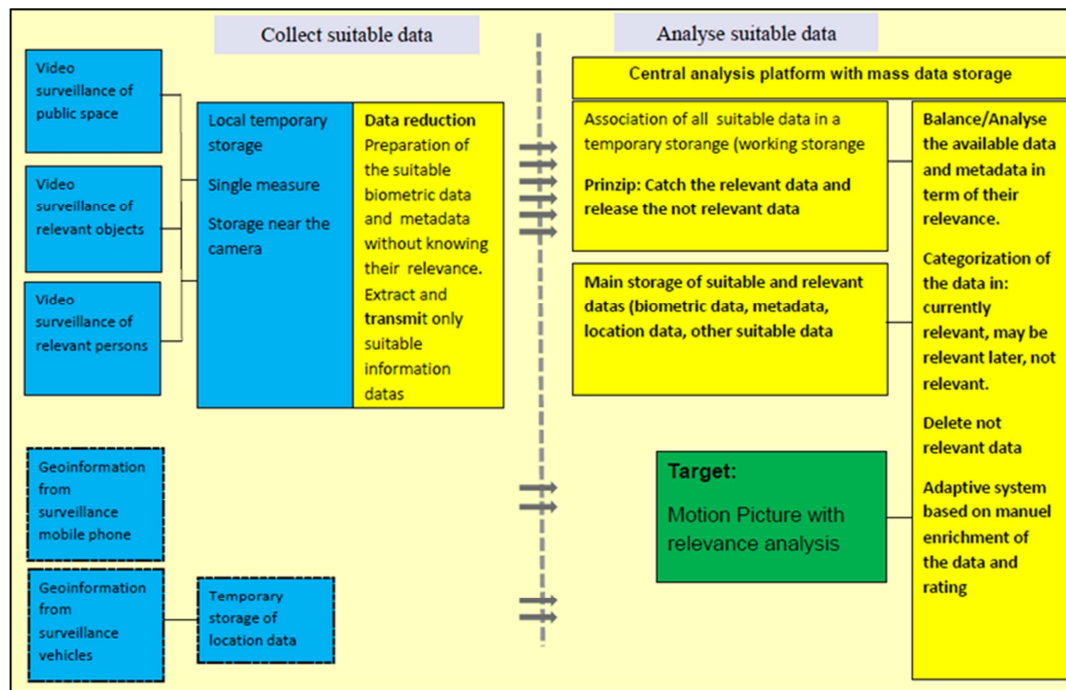 Collect suitable data
Analyse suitable data
Video
surveillance of
public space
Video
surveillance of
relevant objects
Video
surveillance of
relevant persons
Local temporary
storage
Single measure
Storage near the
camera
Data reduction
Preparation of
the suitable
biometric data
and metadata
without knowing
their relevance.
Extract and
transmit only
suitable
information
datas
Geoinformation
from
surveillance
mobile phone
Geoinformation
from
surveillance
vehicles
Temporary
storage of
location data
Central analysis platform with mass data storage
Association of all suitable data in a
temporary storange (working storange
Prinzip: Catch the relevant data and
release the not relevant data
Main storage of suitable and relevant
datas (biometric data, metadata,
location data, other suitable data
Target:
Motion Picture with
relevance analysis
Balance/Analyse
the available data
and metadata in
term of their
relevance.
Categorization of
the data in:
currently
relevant, may be
relevant later, not
relevant.
Delete not
relevant data
Adaptive system
based on manuel
enrichment of
the data and
rating